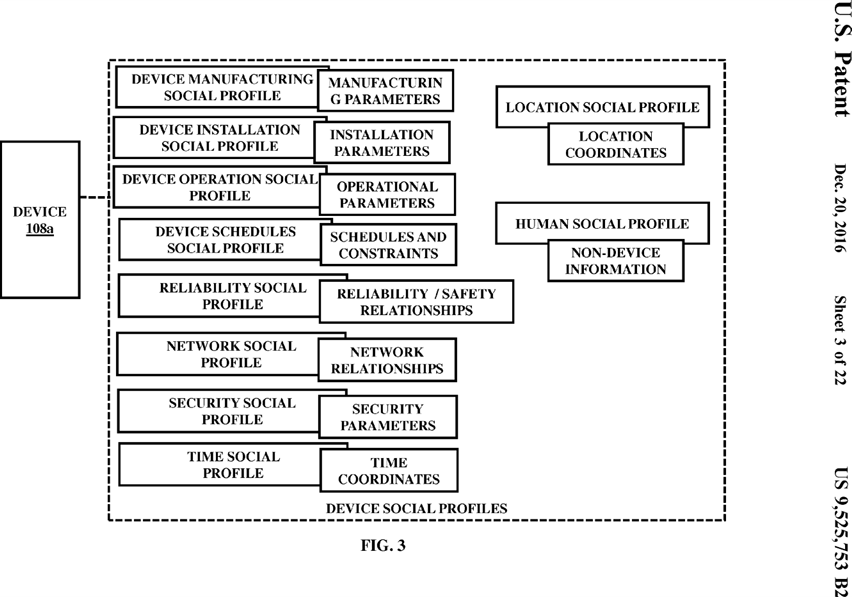 DEVICE
108a
DEVICE MANUFACTURING
SOCIAL PROFILE
MANUFACTURIN
G PARAMETERS
DEVICE INSTALLATION
SOCIAL PROFILE
INSTALLATION
PARAMETERS
DEVICE OPERATION SOCIAL
PROFILE
OPERATIONAL
PARAMETERS
DEVICE SCHEDULES
SOCIAL PROFILE
SCHEDULES AND
CONSTRAINTS
RELIABILITY SOCIAL
PROFILE
RELIABILITY / SAFETY
RELATIONSHIPS
NETWORK SOCIAL
PROFILE
NETWORK
RELATIONSHIPS
SECURITY SOCIAL
PROFILE
SECURITY
PARAMETERS
TIME SOCIAL
PROFILE
TIME
COORDINATES
LOCATION SOCIAL PROFILE
LOCATION
COORDINATES
HUMAN SOCIAL PROFILE
NON-DEVICE
INFORMATION
DEVICE SOCIAL PROFILES
FIG. 3
U.S. Patent Dec. 20, 2016 Sheet 3 of 22 US 9,525,753 B2